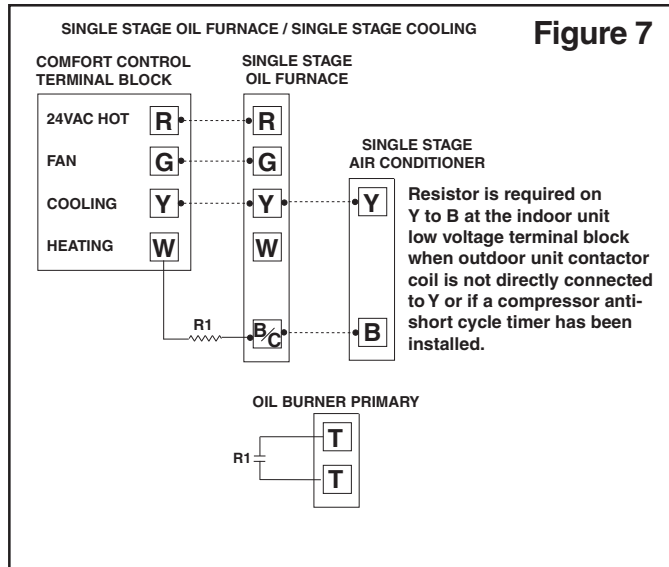 SINGLE STAGE OIL FURNACE / SINGLE STAGE COOLING
Figure 7
COMFORT CONTROL
TERMINAL BLOCK
SINGLE STAGE
OIL FURNACE
24VAC HOT R R
FAN G G
SINGLE STAGE
AIR CONDITIONER
COOLING Y Y Y
HEATING W W
R1 B/C B
Resistor is required on
Y to B at the indoor unit
low voltage terminal block
when outdoor unit contactor
coil is not directly connected
to Y or if a compressor anti-
short cycle timer has been
installed.
OIL BURNER PRIMARY
T
R1
T